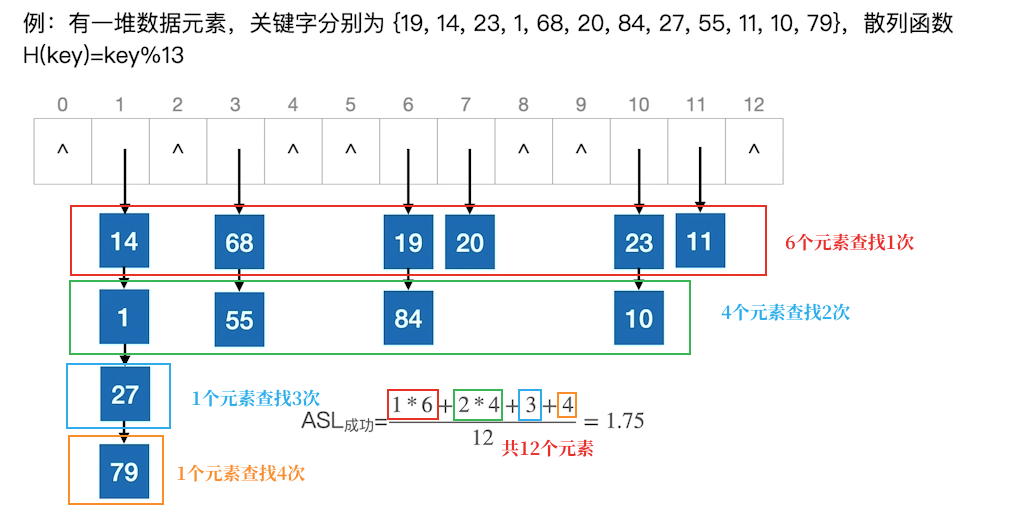 例：有一堆数据元素，关键字分别为 {19, 14, 23, 1, 68, 20, 84, 27, 55, 11, 10, 79}，散列函数
H(key)=key%13
0 1 2 3 4 5 6 7 8 9 10 11 12
^ ^ ^ ^ ^ ^ ^
14 68 19 20 23 11 6个元素查找1次
1 55 84 10 4个元素查找2次
27 1个元素查找3次
ASL成功= 1*6+2*4+3+4 = 1.75
12 共12个元素
79 1个元素查找4次